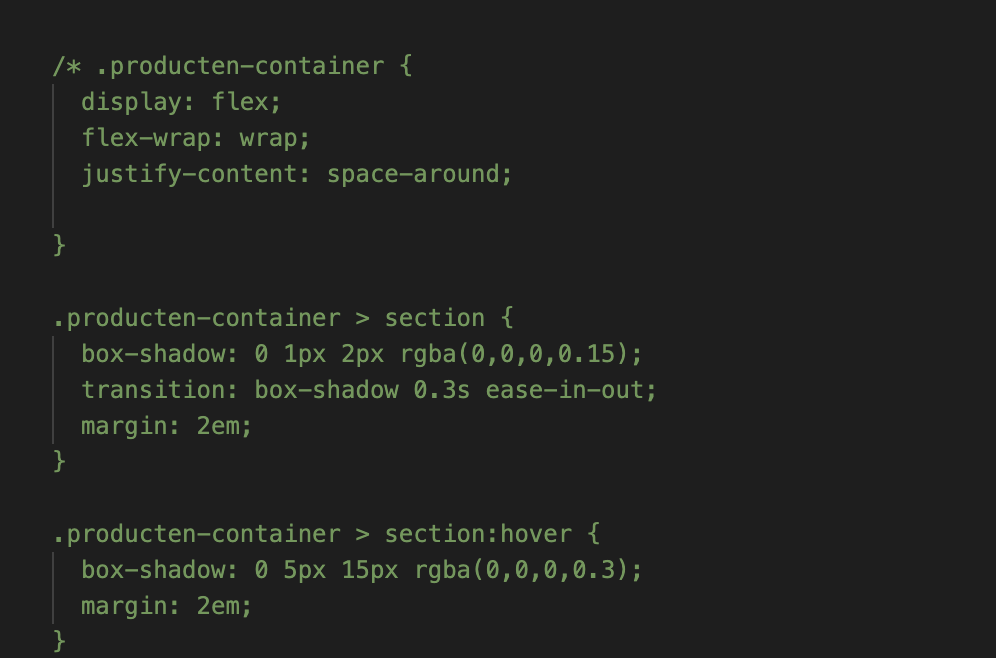 /* .producten-container {
  display: flex;
  flex-wrap: wrap;
  justify-content: space-around;

}

.producten-container > section {
  box-shadow: 0 1px 2px rgba(0,0,0,0.15);
  transition: box-shadow 0.3s ease-in-out;
  margin: 2em;
}

.producten-container > section:hover {
  box-shadow: 0 5px 15px rgba(0,0,0,0.3);
  margin: 2em;
}